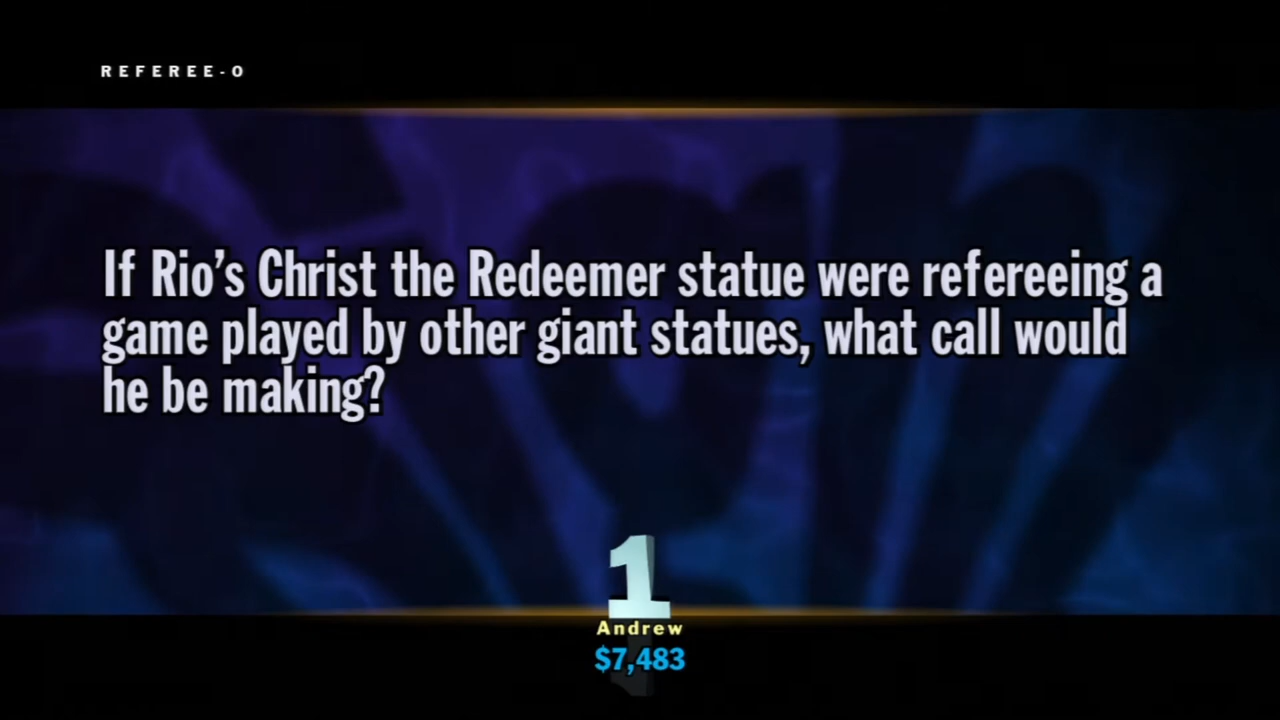 REFEREE-O
If Rio's Christ the Redeemer statue were refereeing a
game played by other giant statues, what call would
he be making?
1
Andrew
$7,483